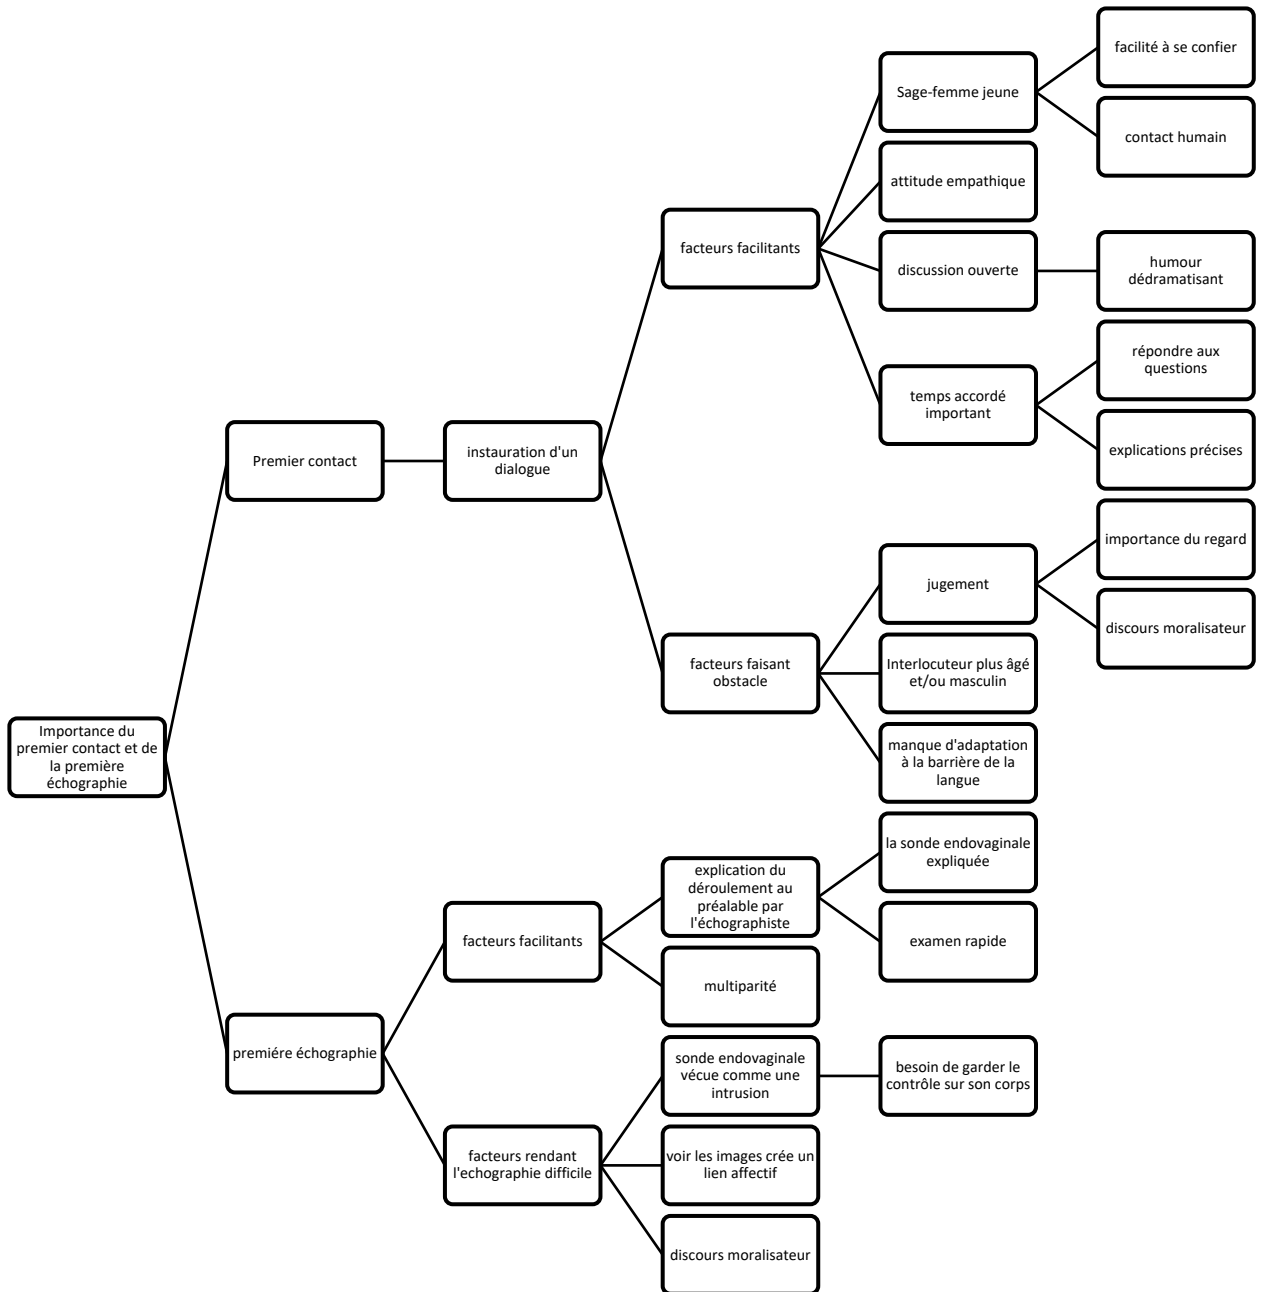 facilité à se confier
Sage-femme jeune
contact humain
attitude empathique
facteurs facilitants
discussion ouverte
humour
dédramatisant
répondre aux
questions
temps accordé
important
explications précises
Premier contact
instauration d'un
dialogue
importance du regard
jugement
discours moralisateur
facteurs faisant
obstacle
Interlocuteur plus âgé
et/ou masculin
manque d'adaptation
à la barrière de la
langue
Importance du
premier contact et de
la première
échographie
la sonde endovaginale
expliquée
explication du
déroulement au
préalable par
l'échographiste
examen rapide
facteurs facilitants
multiparité
premiére échographie
sonde endovaginale
vécue comme une
intrusion
besoin de garder le
contrôle sur son corps
facteurs rendant
l'echographie difficile
voir les images crée un
lien affectif
discours moralisateur